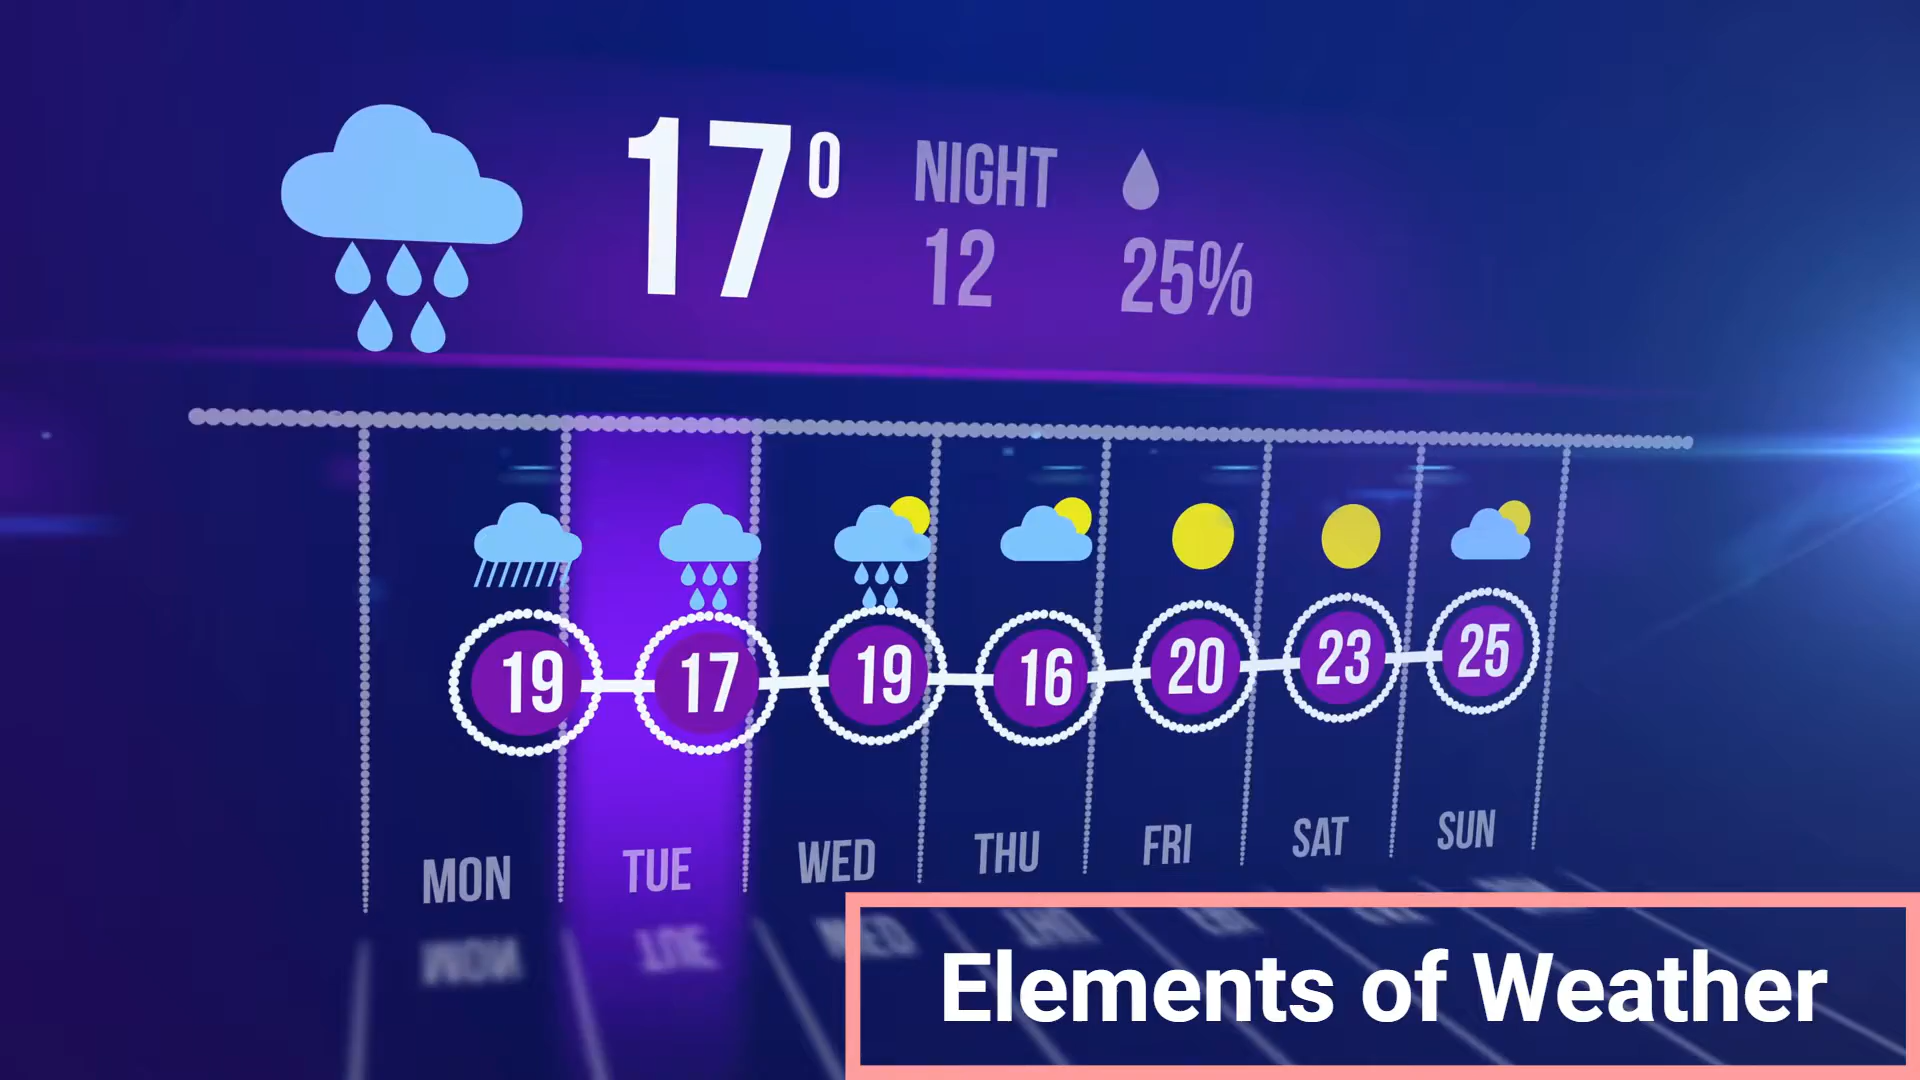 17°
NIGHT
12
25%
19 17 19 16 20 23 25
MON TUE WED THU FRI SAT SUN
Elements of Weather